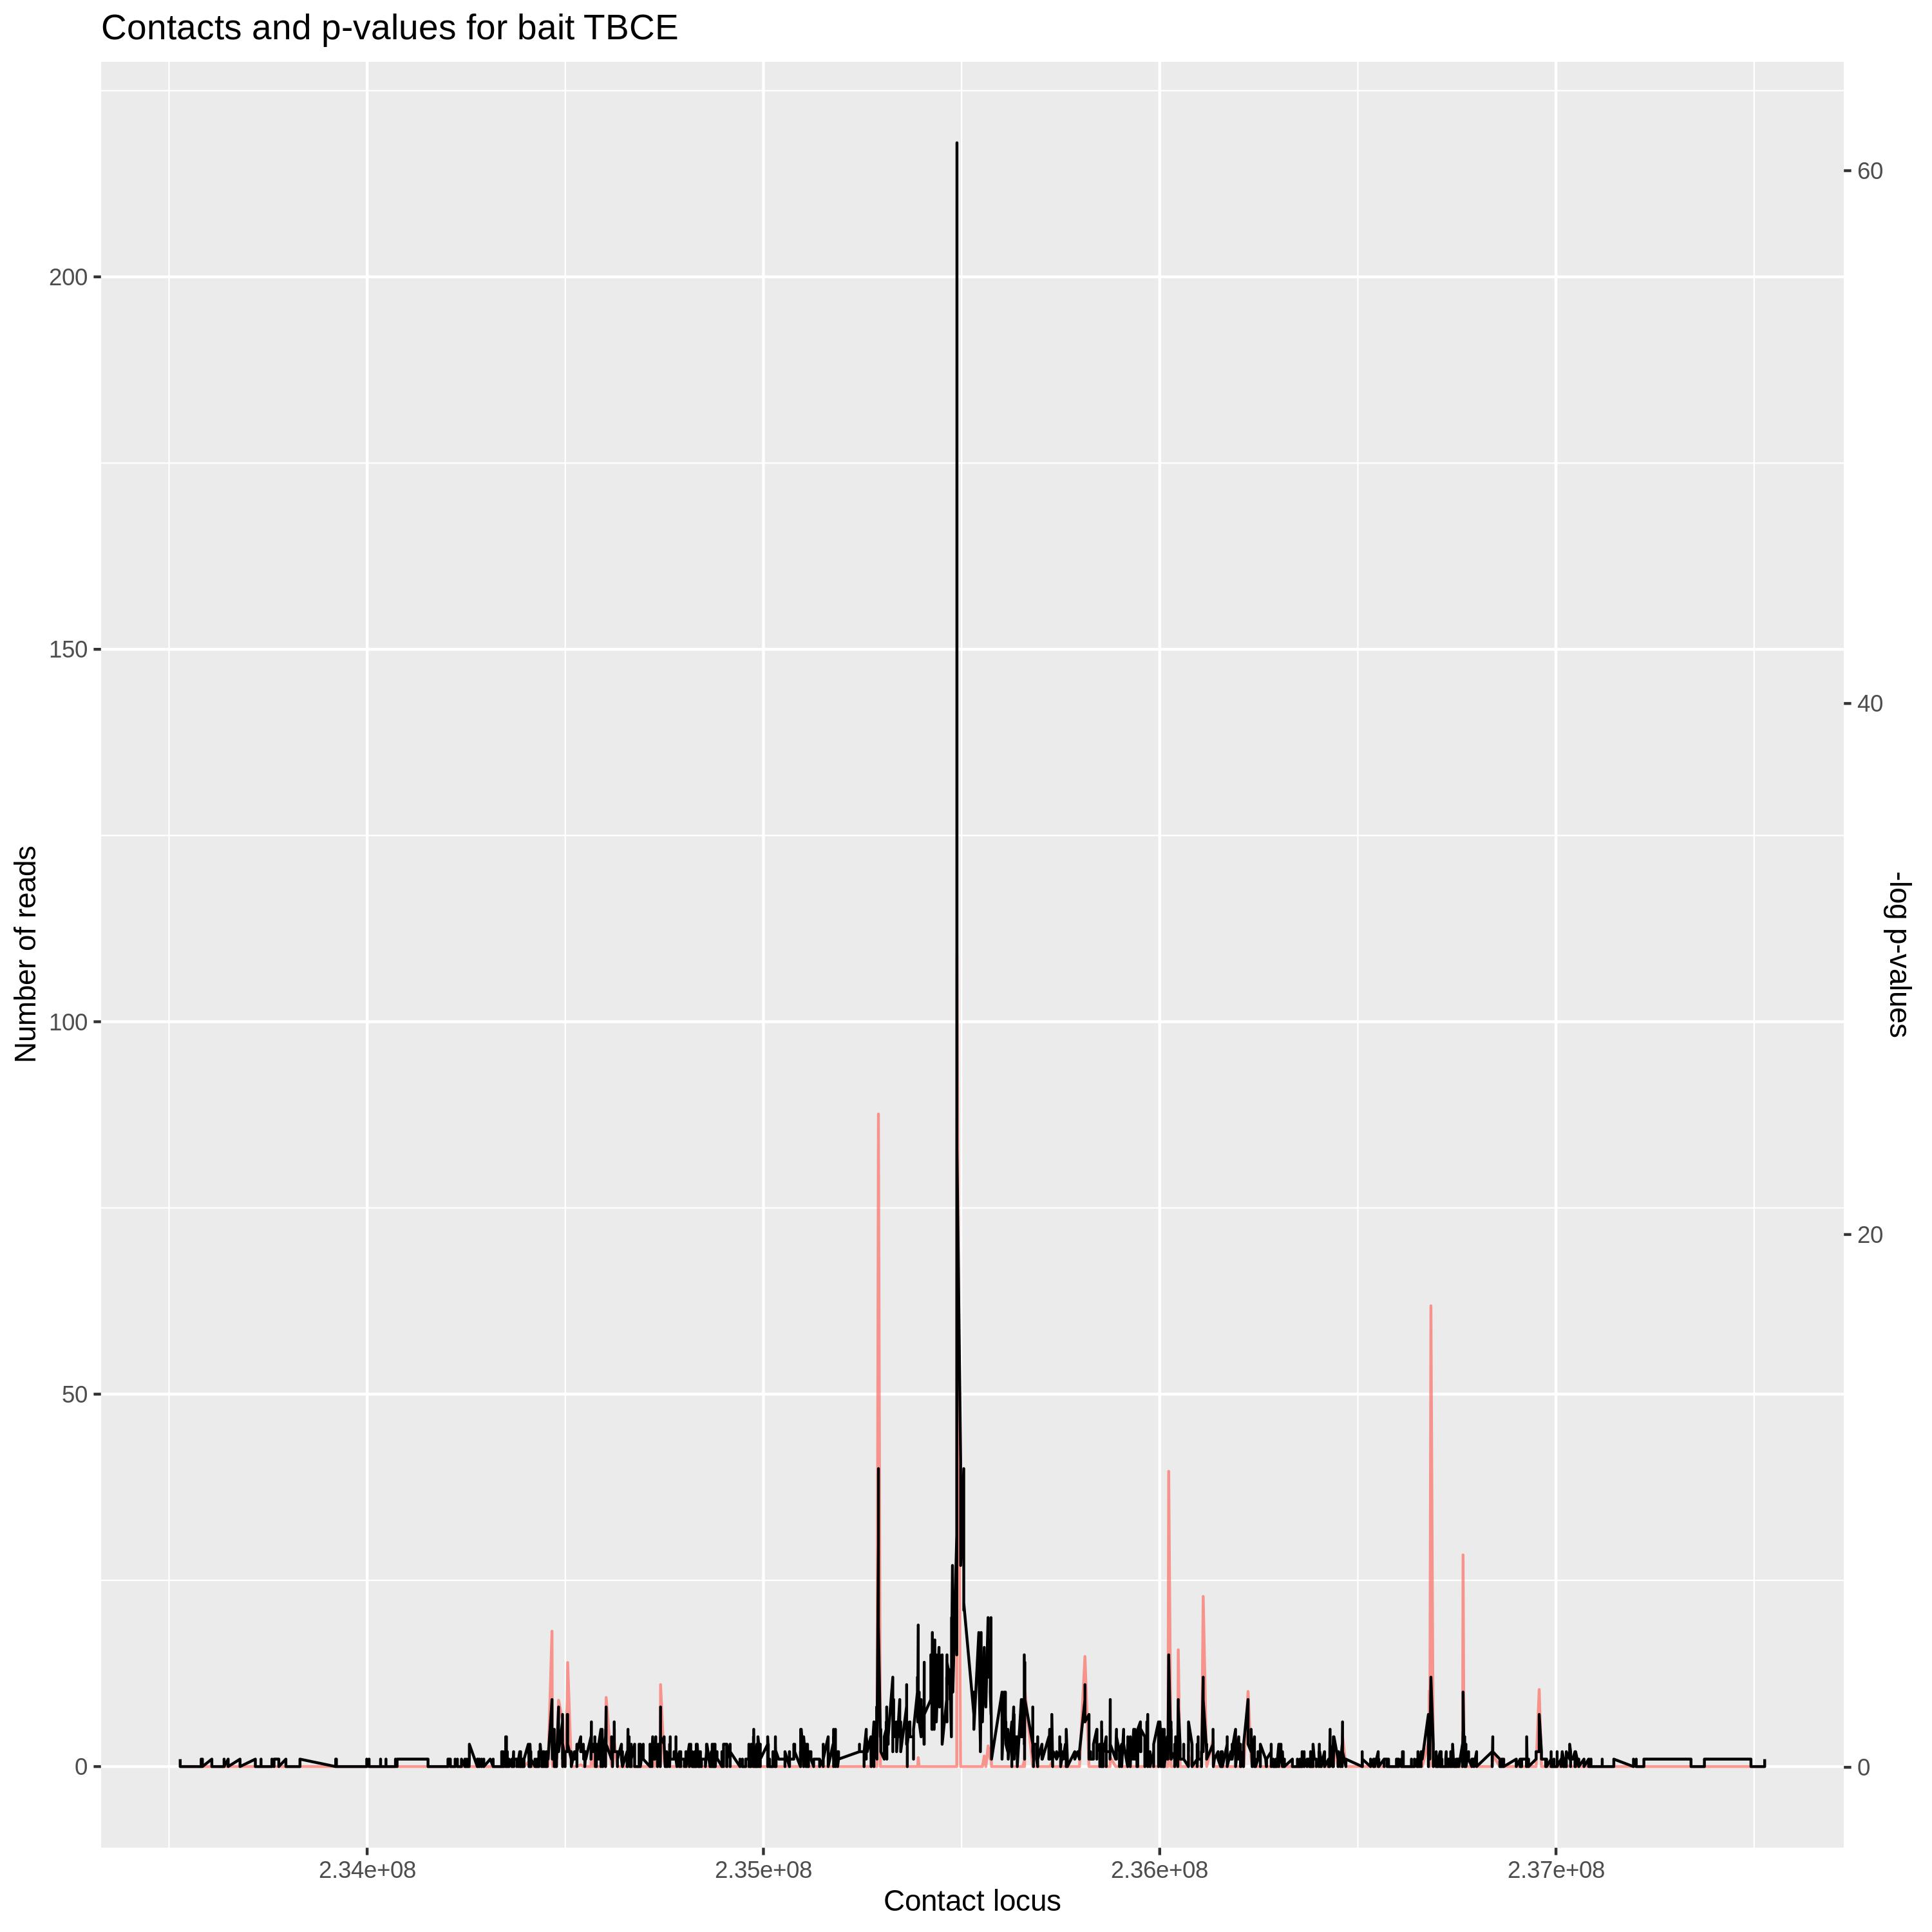 Contacts and p-values for bait TBCE
Number of reads
200
150
100
50
0
60
40
20
0
-log p-values
2.34e+08 2.35e+08 2.36e+08 2.37e+08
Contact locus